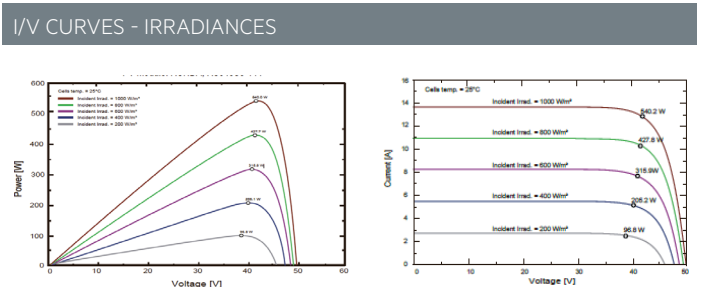 I/V CURVES - IRRADIANCES
Cells temp. = 25°C
Incident Irrad. = 1000 W/m²
Incident Irrad. = 800 W/m²
Incident Irrad. = 600 W/m²
Incident Irrad. = 400 W/m²
Incident Irrad. = 200 W/m²
600
500
400
300
200
100
0
Power [W]
0 10 20 30 40 50 60
Voltage [V]
Cells temp. = 25°C
Incident Irrad. = 1000 W/m²
540.2 W
Incident Irrad. = 800 W/m²
427.8 W
Incident Irrad. = 600 W/m²
315.9W
Incident Irrad. = 400 W/m²
205.2 W
Incident Irrad. = 200 W/m²
96.8 W
16
14
12
10
8
6
4
2
0
Current [A]
0 10 20 30 40 50
Voltage [V]